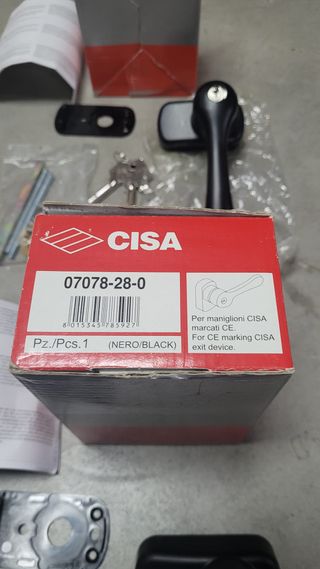 CISA
07078-28-0
8 015345 785927
Pz./Pcs.1 (NERO/BLACK)
Per maniglioni CISA
marcati CE.
For CE marking CISA
exit device.